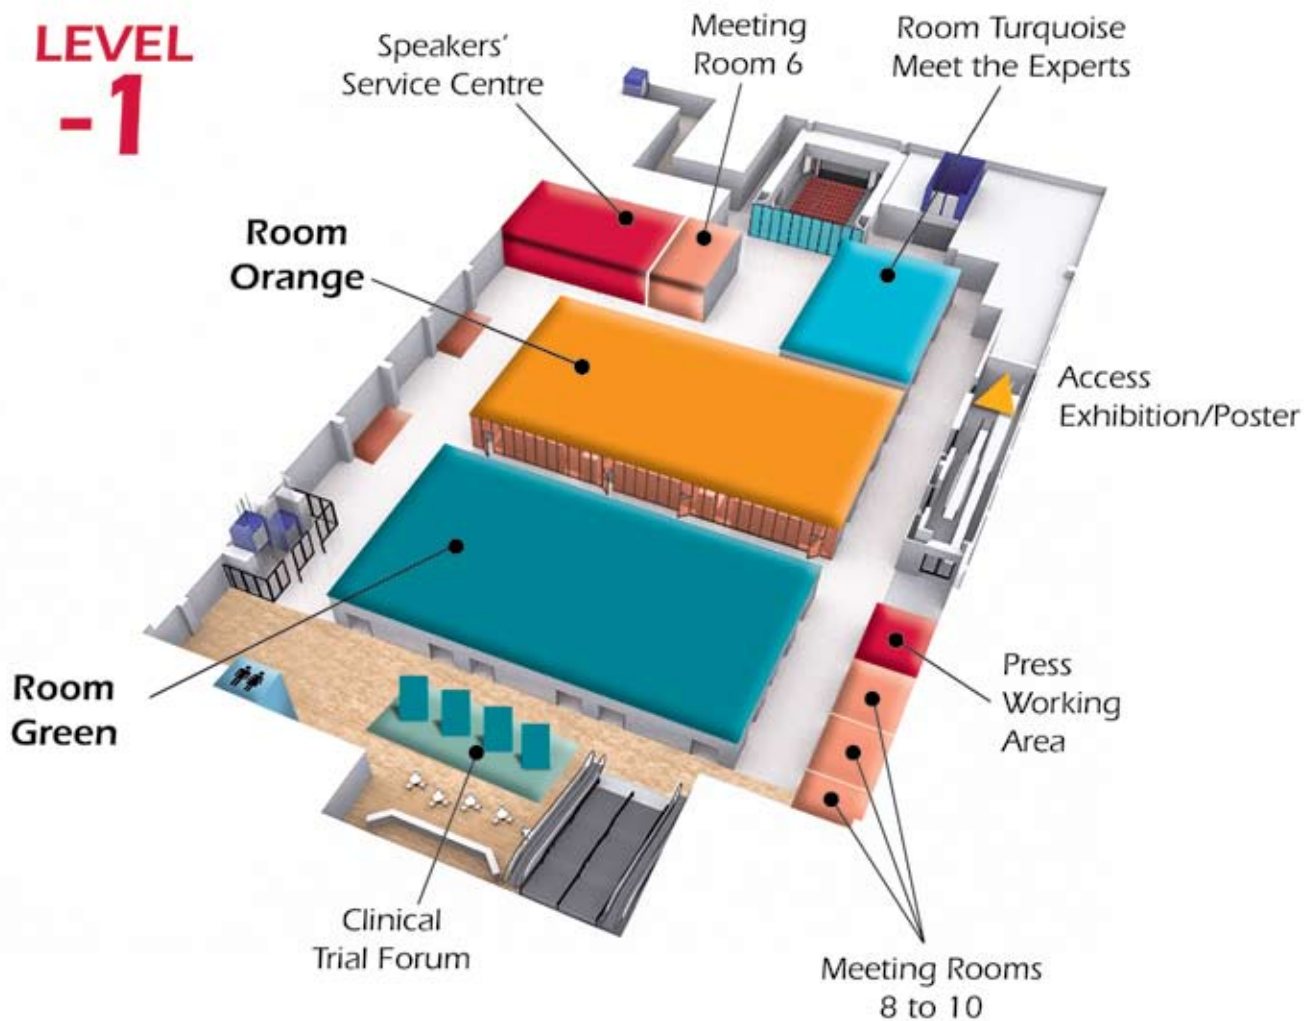 LEVEL
-1
Speakers'
Service Centre
Meeting
Room 6
Room Turquoise
Meet the Experts
Room
Orange
Access
Exhibition/Poster
Room
Green
Press
Working
Area
Clinical
Trial Forum
Meeting Rooms
8 to 10